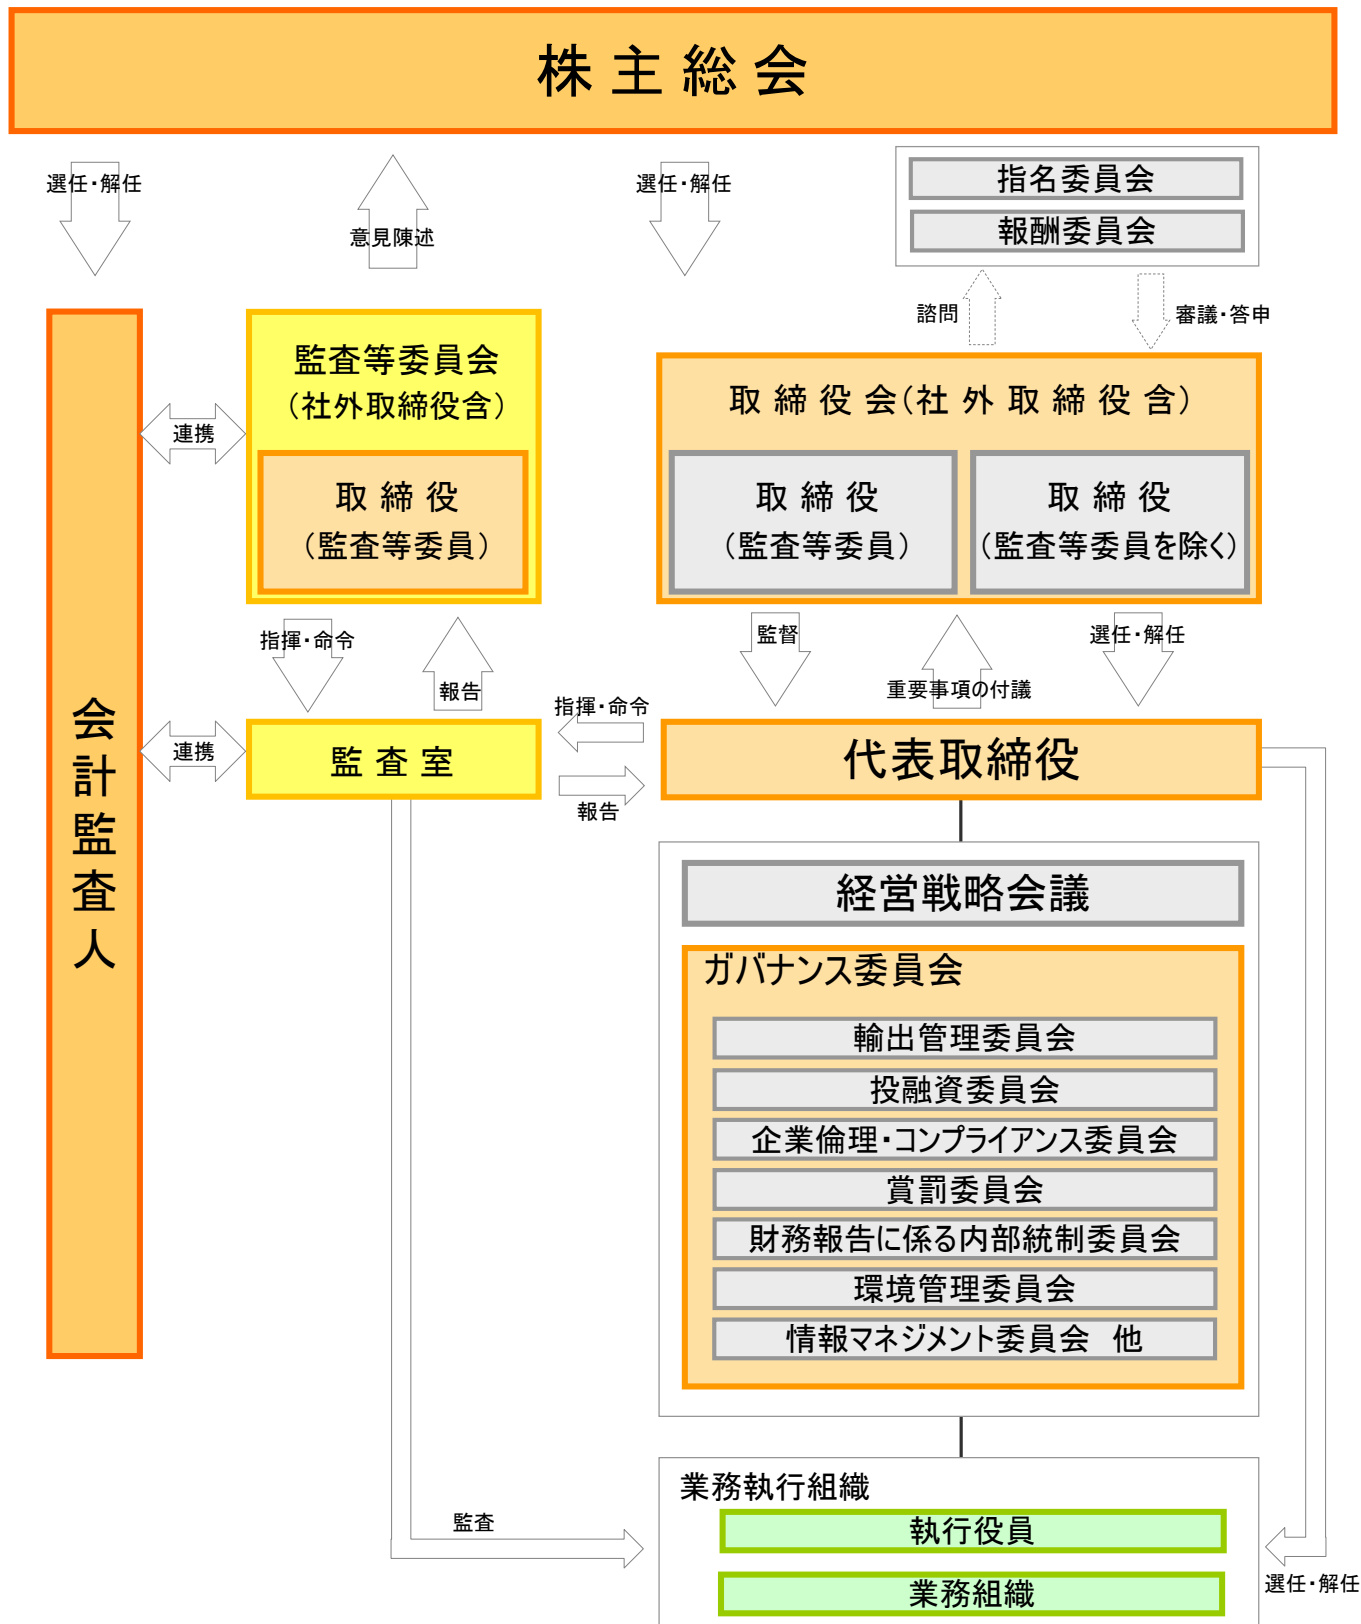 株主総会
選任・解任
意見陳述
選任・解任
指名委員会
報酬委員会
諮問
審議・答申
監査等委員会
（社外取締役含）
取締役
（監査等委員）
連携
取締役会（社外取締役含）
取締役
（監査等委員）
取締役
（監査等委員を除く）
指揮・命令
報告
監督
重要事項の付議
選任・解任
会計監査人
連携
監査室
指揮・命令
報告
代表取締役
経営戦略会議
ガバナンス委員会
輸出管理委員会
投融資委員会
企業倫理・コンプライアンス委員会
賞罰委員会
財務報告に係る内部統制委員会
環境管理委員会
情報マネジメント委員会　他
監査
業務執行組織
執行役員
業務組織
選任・解任